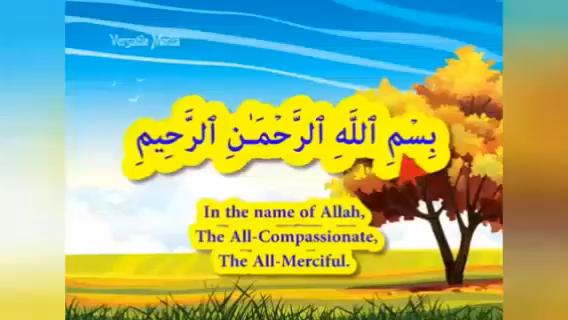 بِسْمِ ٱللَّهِ ٱلرَّحْمَـٰنِ ٱلرَّحِيمِ
In the name of Allah,
The All-Compassionate,
The All-Merciful.